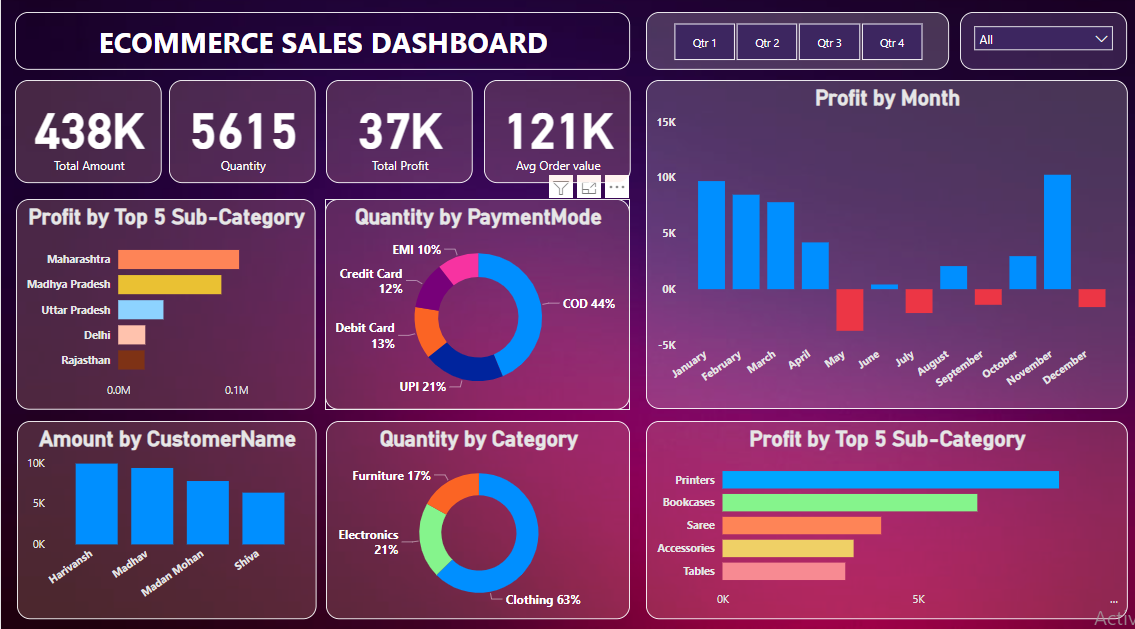 ECOMMERCE SALES DASHBOARD
Qtr 1
Qtr 2
Qtr 3
Qtr 4
All
438K
Total Amount
5615
Quantity
37K
Total Profit
121K
Avg Order value
Profit by Month
15K
10K
5K
0K
-5K
January
February
March
April
May
June
July
August
September
October
November
December
Profit by Top 5 Sub-Category
Maharashtra
Madhya Pradesh
Uttar Pradesh
Delhi
Rajasthan
0.0M
0.1M
Quantity by PaymentMode
EMI 10%
Credit Card
12%
Debit Card
13%
UPI 21%
COD 44%
Amount by CustomerName
10K
5K
0K
Harivansh
Madhav
Madan Mohan
Shiva
Quantity by Category
Furniture 17%
Electronics
21%
Clothing 63%
Profit by Top 5 Sub-Category
Printers
Bookcases
Saree
Accessories
Tables
0K
5K
...
Activ